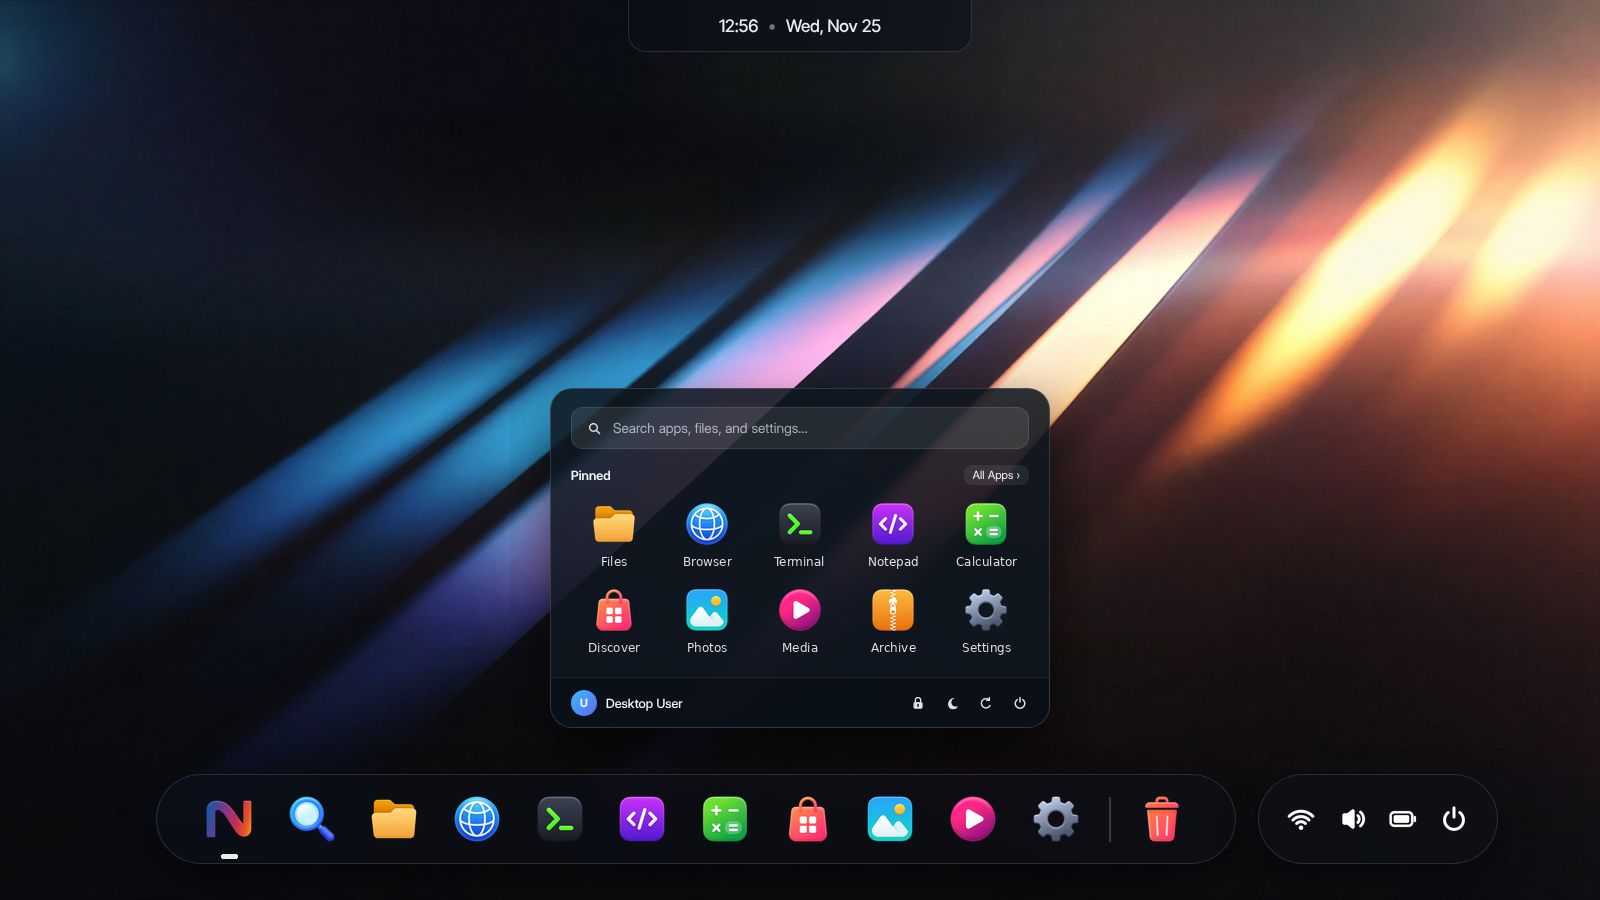 12:56 • Wed, Nov 25
Search apps, files, and settings...
Pinned
All Apps ›
Files Browser Terminal Notepad Calculator
Discover Photos Media Archive Settings
U Desktop User